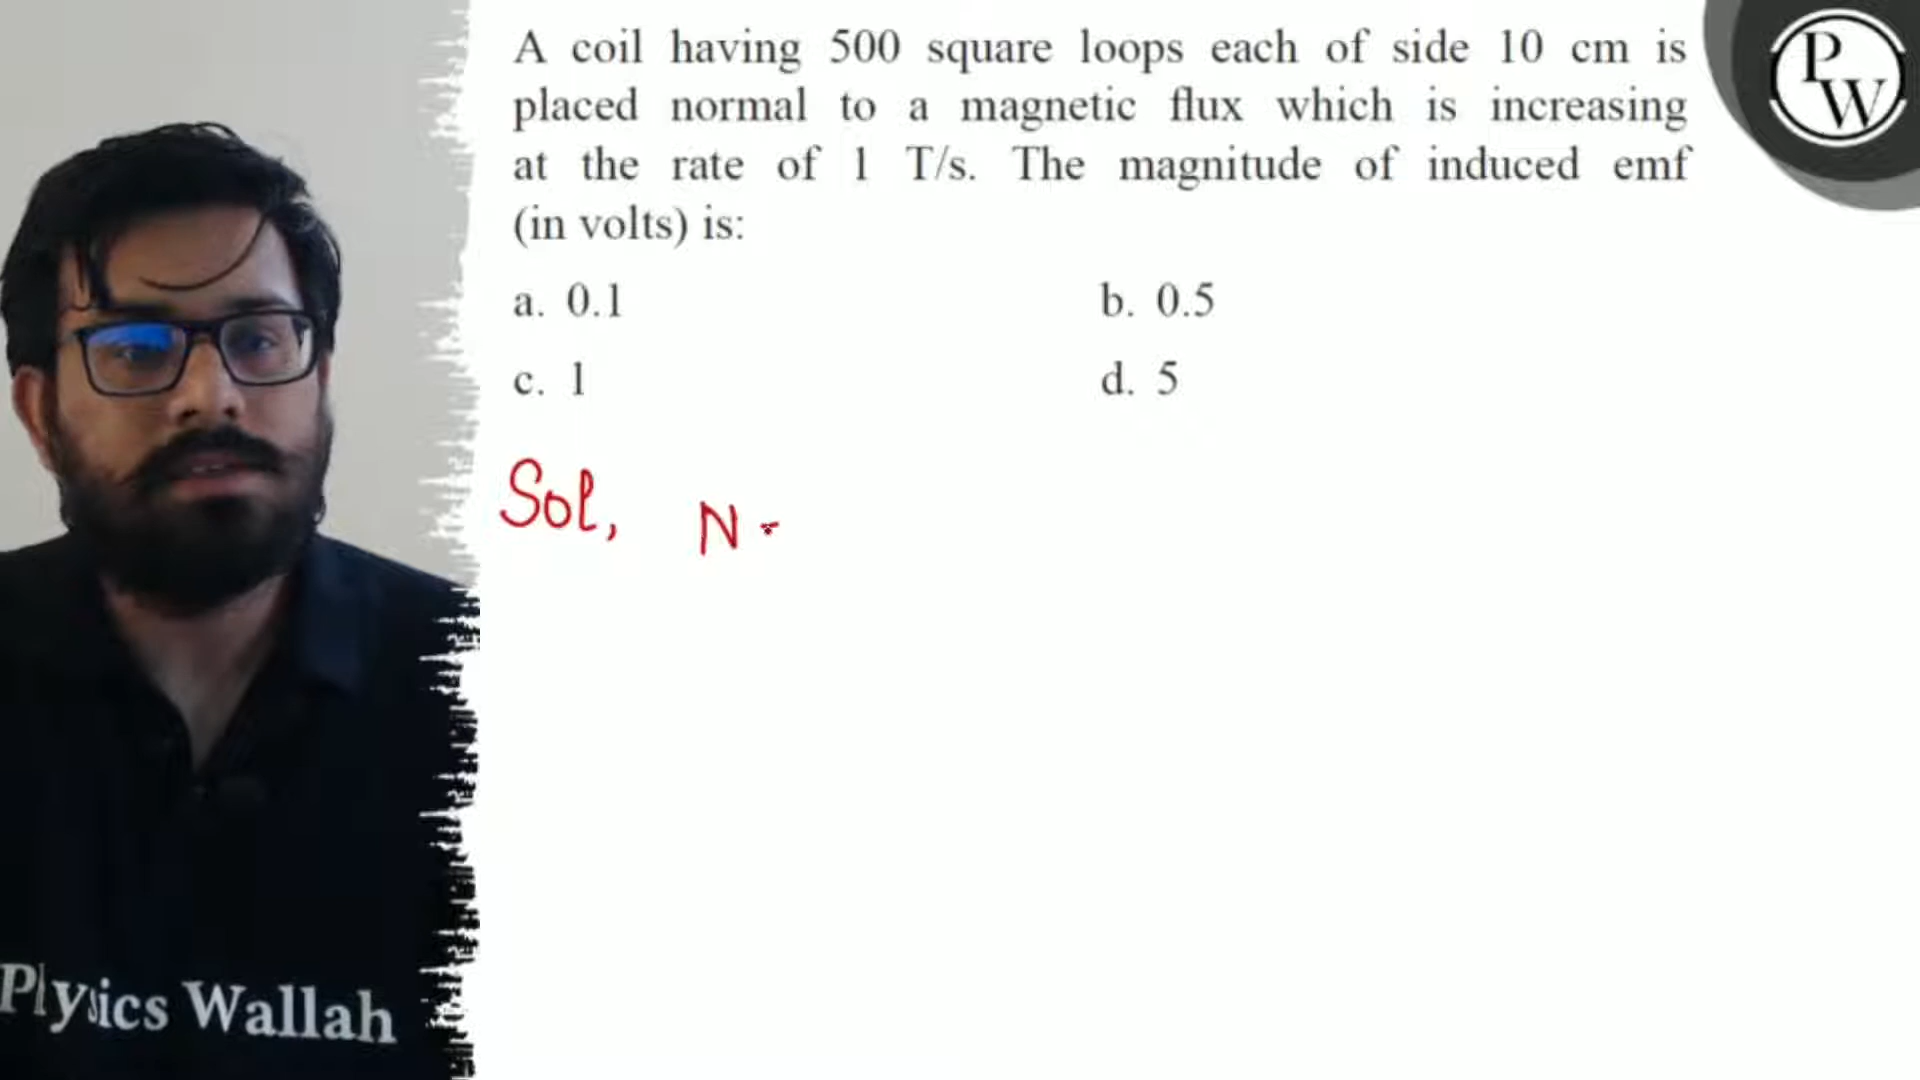 A coil having 500 square loops each of side 10 cm is
placed normal to a magnetic flux which is increasing
at the rate of 1 T/s. The magnitude of induced emf
(in volts) is:
a. 0.1
b. 0.5
c. 1
d. 5
Sol, N =
PW
Physics Wallah